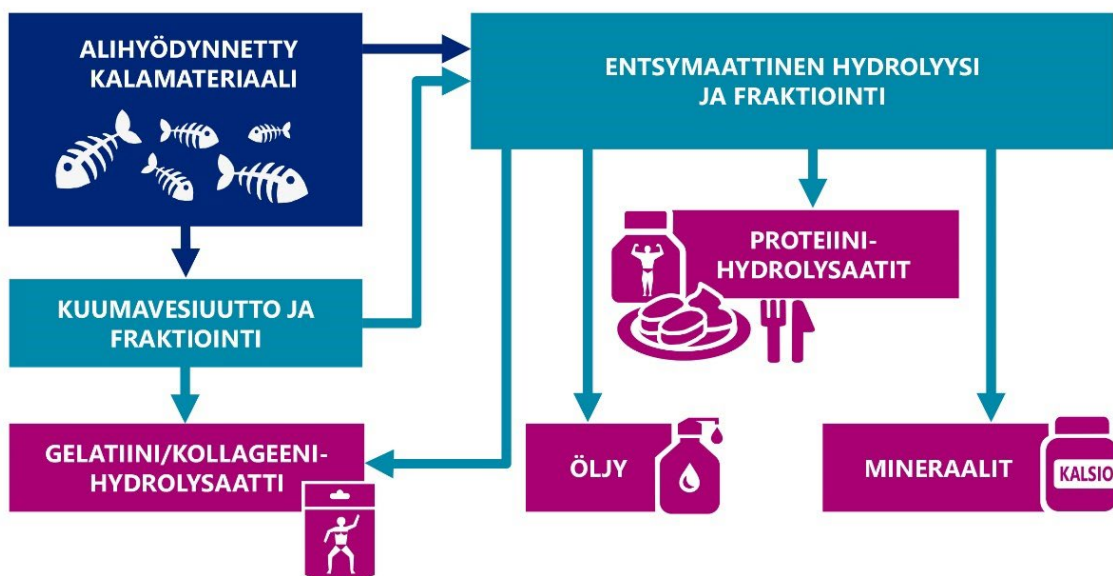 ALIHYÖDYNNETTY
KALAMATERIAALI
ENTSYMAATTINEN HYDROLYYSI
JA FRAKTIOINTI
PROTEIINI-
HYDROLYSAATIT
KUUMAVESIUUTTO JA
FRAKTIOINTI
GELATIINI/KOLLAGEENI-
HYDROLYSAATTI
ÖLJY
MINERAALIT
KALSIO